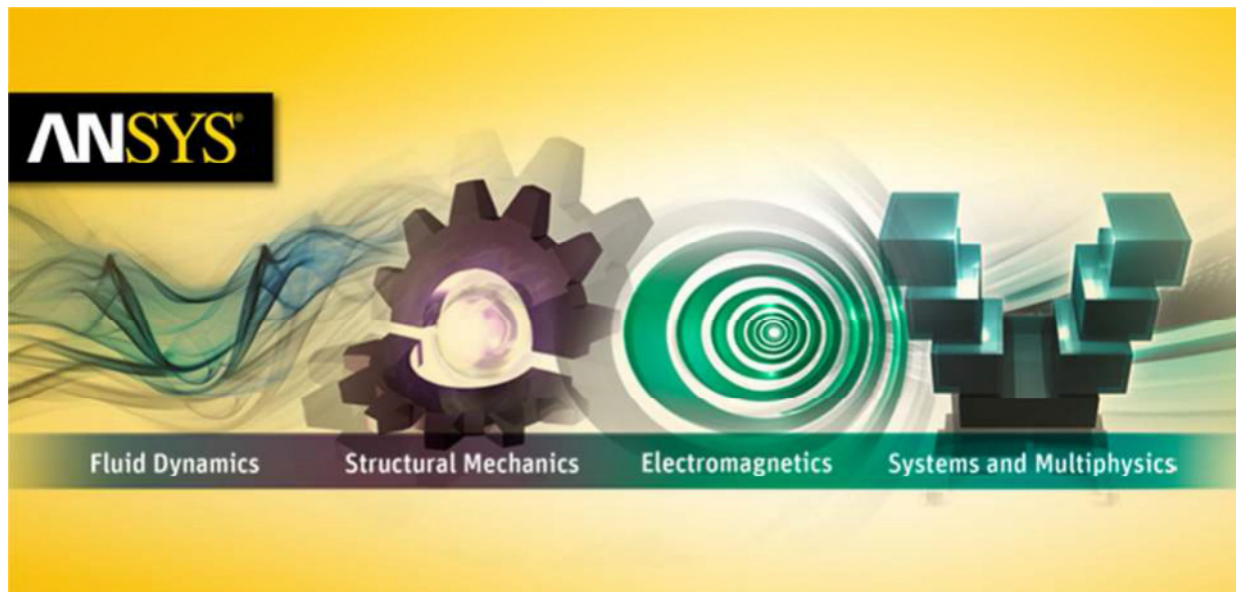 ANSYS®
Fluid Dynamics
Structural Mechanics
Electromagnetics
Systems and Multiphysics